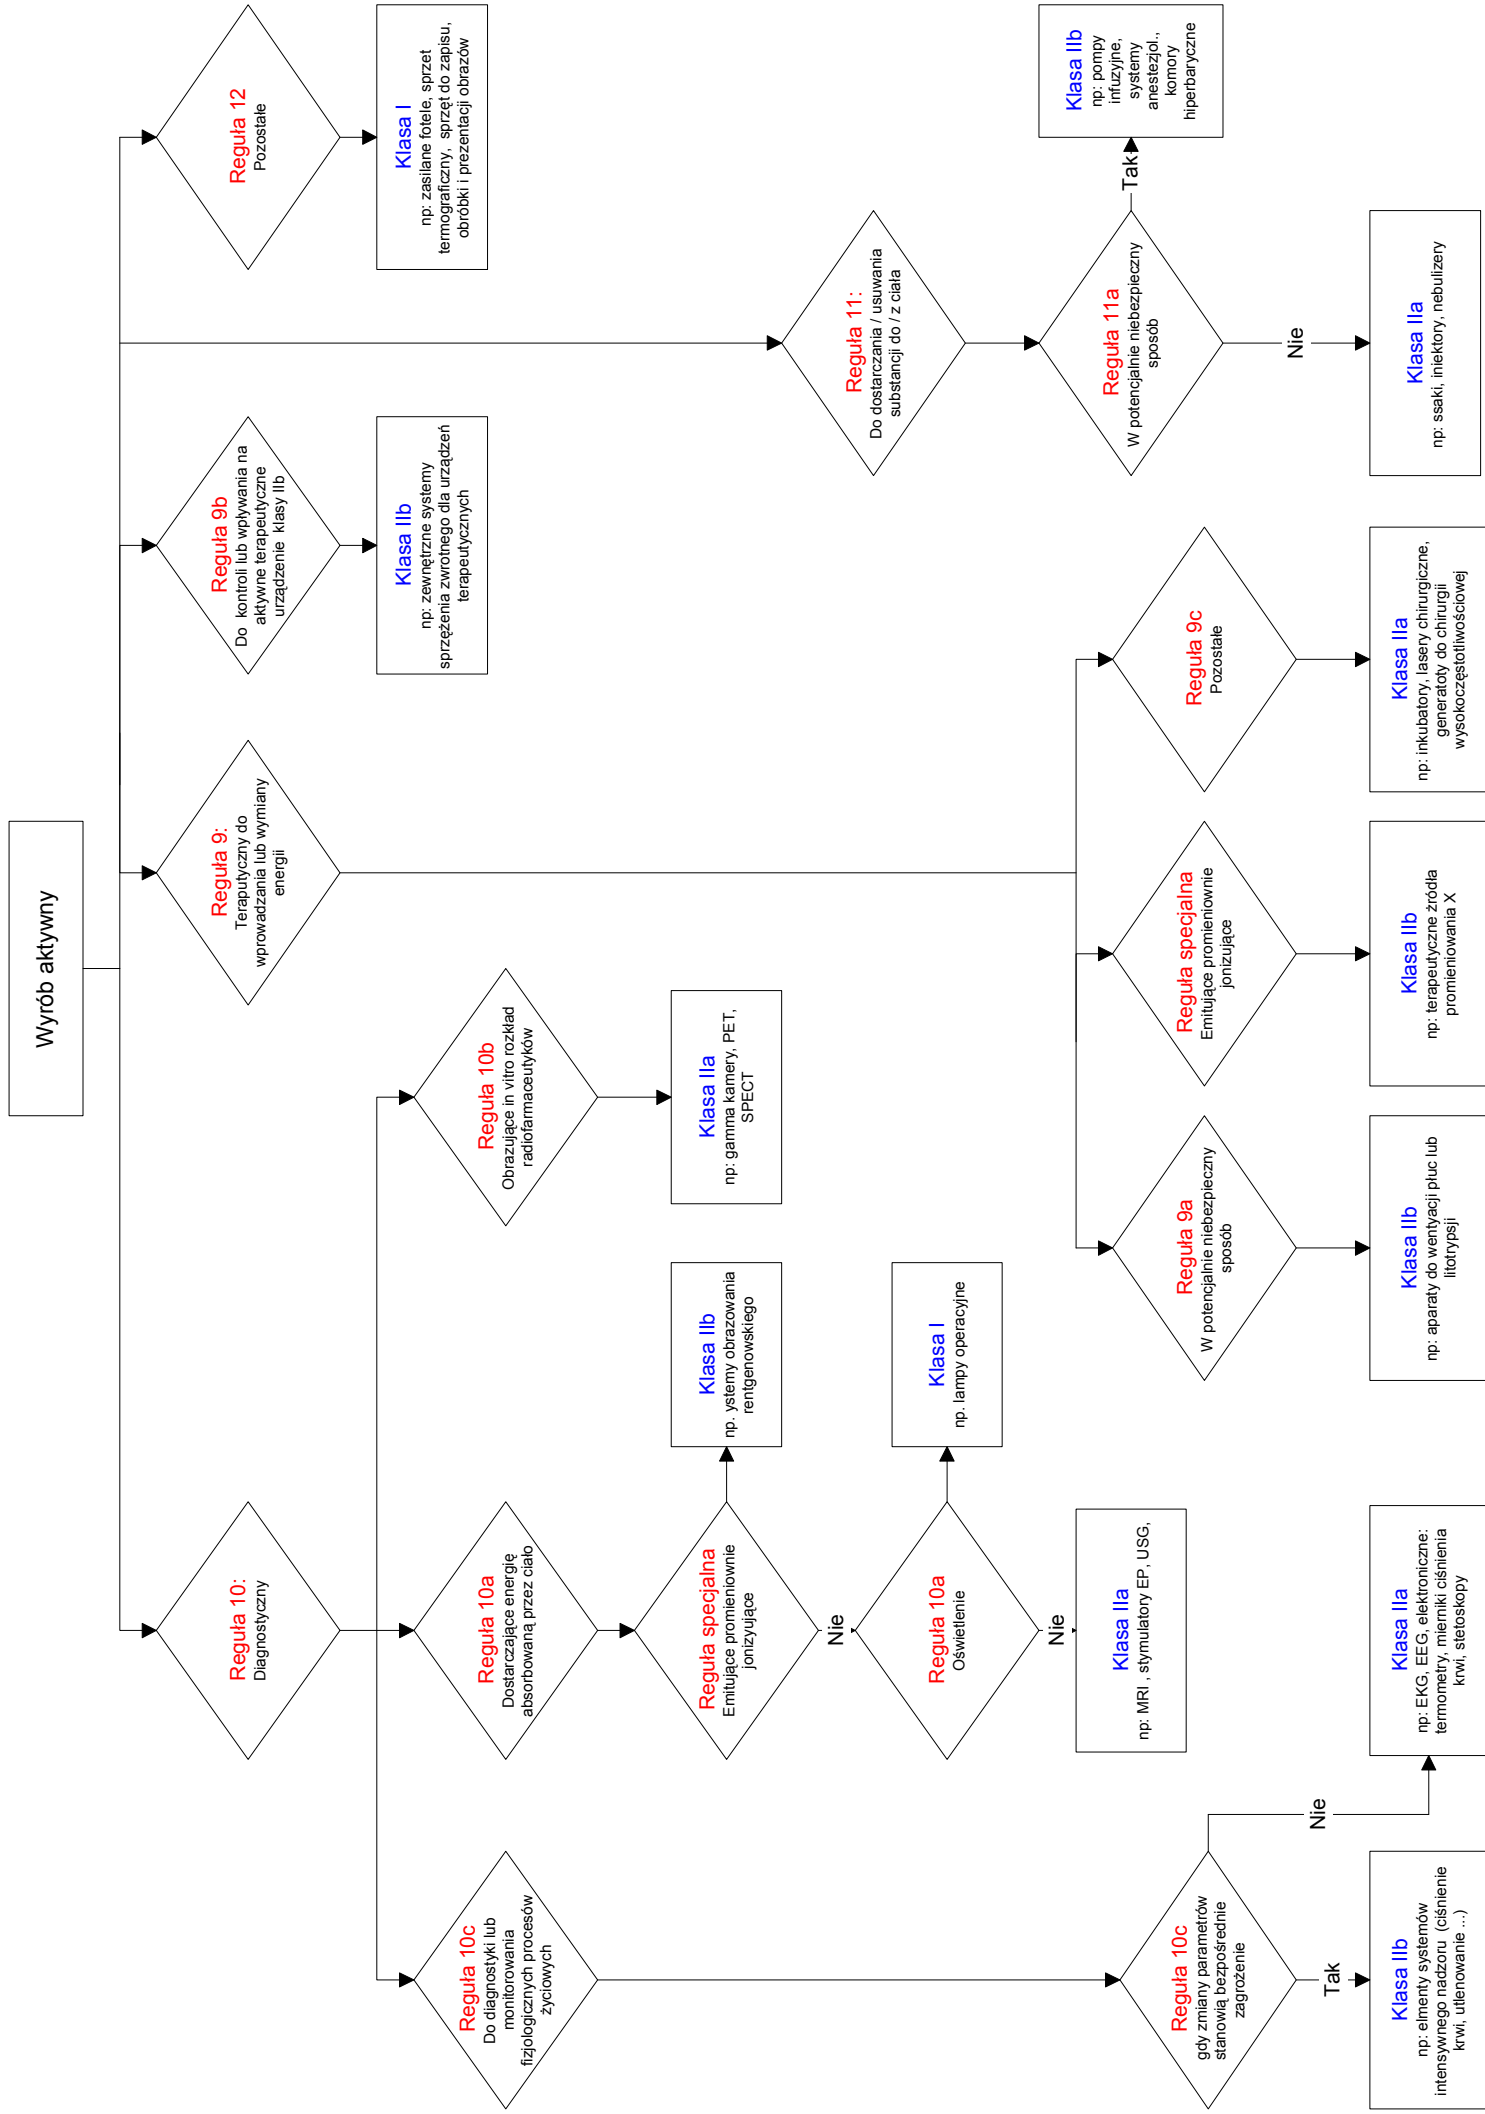 Wyrób aktywny
Reguła 10:
Diagnostyczny
Reguła 9:
Teraputyczny do
wprowadzania lub wymiany
energii
Reguła 9b
Do kontroli lub wpływania na
aktywne terapeutyczne
urządzenie klasy IIb
Reguła 12
Pozostałe
Klasa IIb
np: zewnętrzne systemy
sprzężenia zwrotnego dla urządzeń
terapeutycznych
Klasa I
np: zasilane fotele, sprzet
termograficzny, sprzęt do zapisu,
obróbki i prezentacji obrazów
Reguła 10c
Do diagnostyki lub
monitorowania
fizjologicznych procesów
życiowych
Reguła 10a
Dostarczające energię
absorbowaną przez ciało
Reguła 10b
Obrazujące in vitro rozkład
radiofarmaceutyków
Reguła specjalna
Emitujące promieniownie
jonizyujące
Klasa IIb
np. ystemy obrazowania
rentgenowskiego
Klasa IIa
np: gamma kamery, PET,
SPECT
Nie
Reguła 11:
Do dostarczania / usuwania
substancji do / z ciała
Reguła 10a
Oświetlenie
Klasa I
np. lampy operacyjne
Nie
Klasa IIa
np: MRI , stymulatory EP, USG,
Reguła 11a
W potencjalnie niebezpieczny
sposób
Tak
Klasa IIb
np: pompy
infuzyjne,
systemy
anestezjol.,
komory
hiperbaryczne
Reguła 10c
gdy zmiany parametrów
stanowią bezpośrednie
zagrożenie
Reguła 9a
W potencjalnie niebezpieczny
sposób
Reguła specjalna
Emitujące promieniownie
jonizujące
Reguła 9c
Pozostałe
Tak
Nie
Nie
Klasa IIb
np: elmenty systemów
intensywnego nadzoru (ciśnienie
krwi, utlenowanie ...)
Klasa IIa
np: EKG, EEG, elektroniczne:
termometry, mierniki ciśnienia
krwi, stetoskopy
Klasa IIb
np: aparaty do wentyacji płuc lub
litotrypsji
Klasa IIb
np: terapeutyczne żródła
promieniowania X
Klasa IIa
np: inkubatory, lasery chirurgiczne,
generatoty do chirurgii
wysokoczęstotliwościowej
Klasa IIa
np: ssaki, iniektory, nebulizery